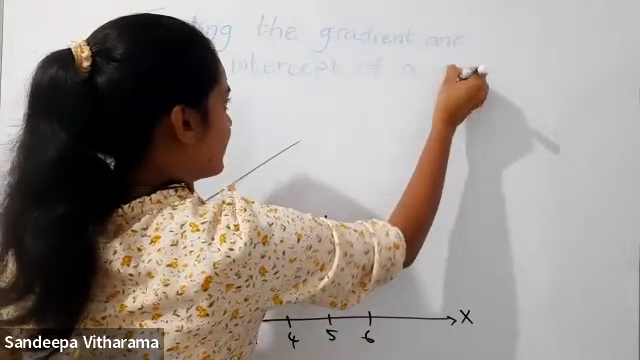 the gradient and
intercept of a
X
4 5 6
Sandeepa Vitharama